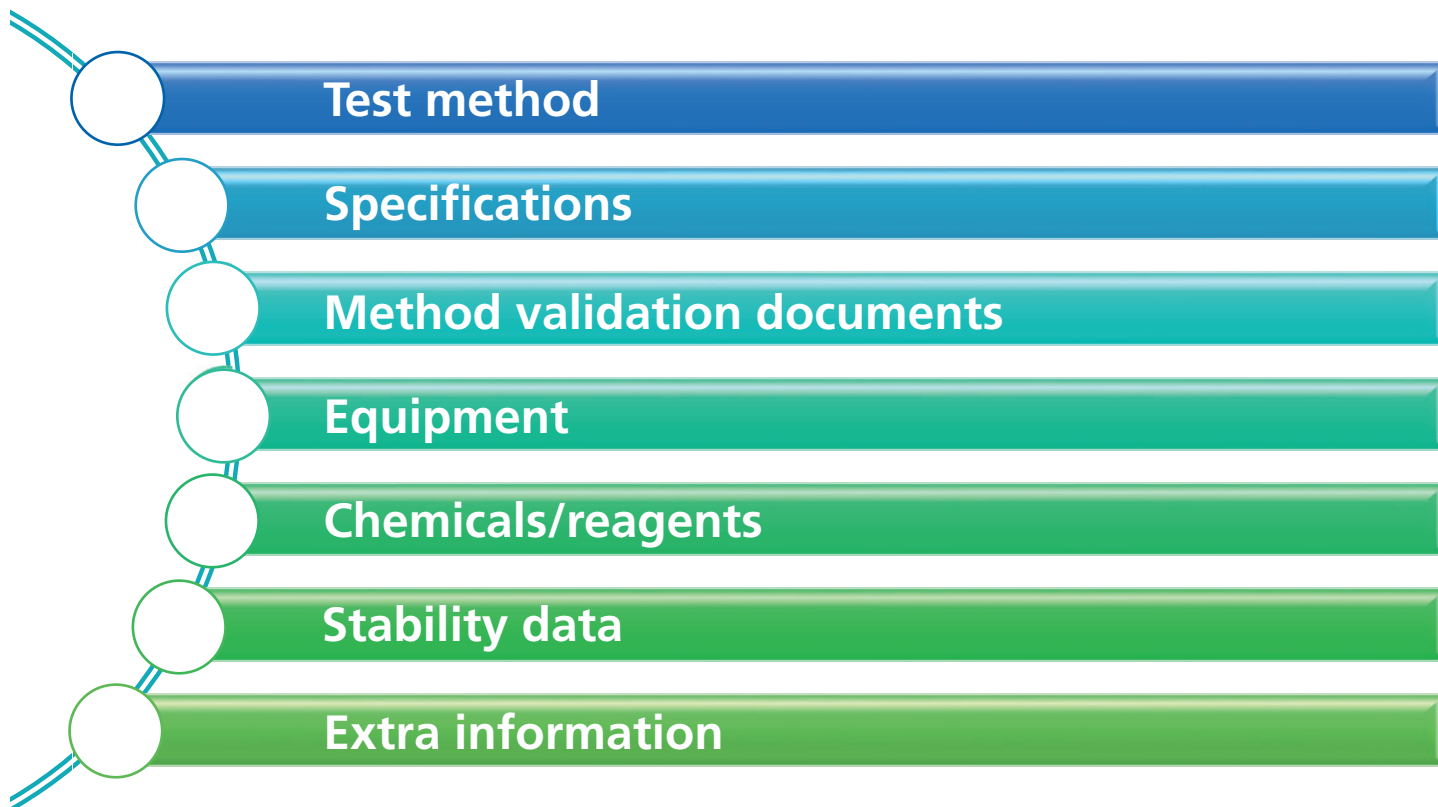 Test method
Specifications
Method validation documents
Equipment
Chemicals/reagents
Stability data
Extra information